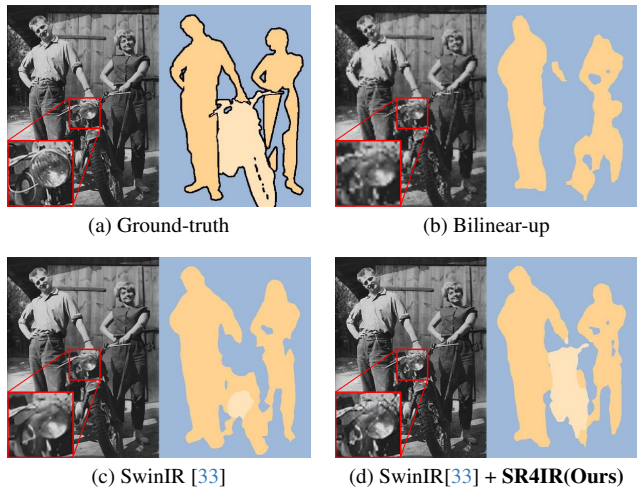 (a) Ground-truth
(b) Bilinear-up
(c) SwinIR [33]
(d) SwinIR[33] + SR4IR(Ours)